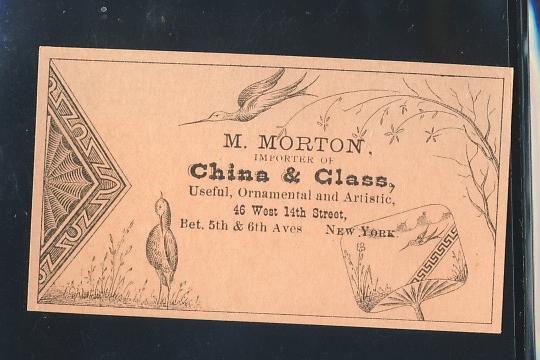 M. MORTON,
IMPORTER OF
China & Glass,
Useful, Ornamental and Artistic,
46 West 14th Street,
Bet. 5th & 6th Aves NEW YORK